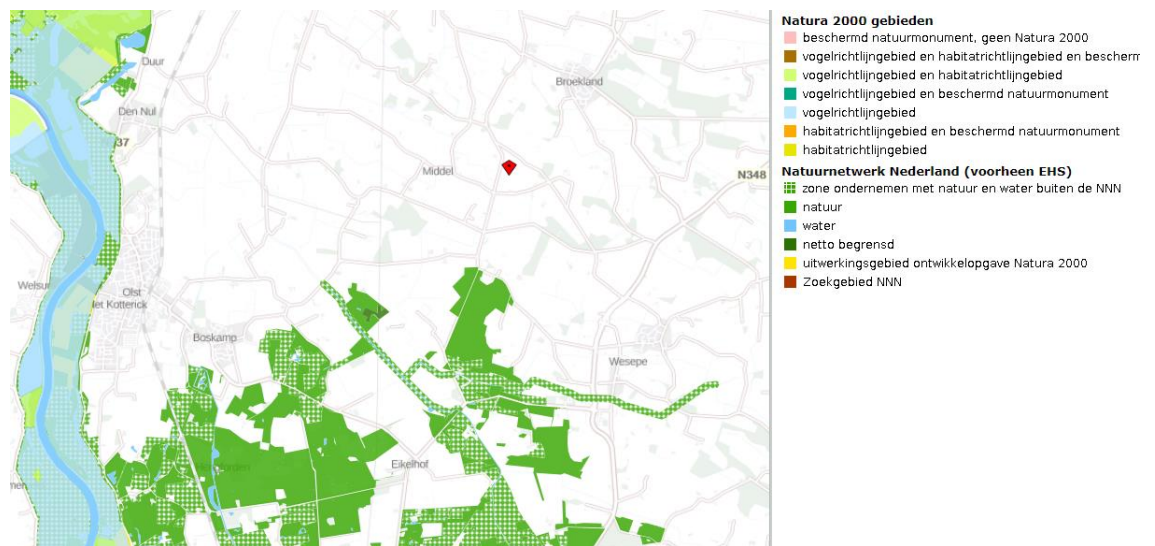 Duur
Broekland
Den Nul
37
Middel
N348
Olst
Boskamp
Wesepe
Eikelhof
Natura 2000 gebieden
beschermd natuurmonument, geen Natura 2000
vogelrichtlijngebied en habitatrichtlijngebied en bescherm
vogelrichtlijngebied en habitatrichtlijngebied
vogelrichtlijngebied en beschermd natuurmonument
vogelrichtlijngebied
habitatrichtlijngebied en beschermd natuurmonument
habitatrichtlijngebied
Natuurnetwerk Nederland (voorheen EHS)
zone ondernemen met natuur en water buiten de NNN
natuur
water
netto begrensd
uitwerkingsgebied ontwikkelopgave Natura 2000
Zoekgebied NNN